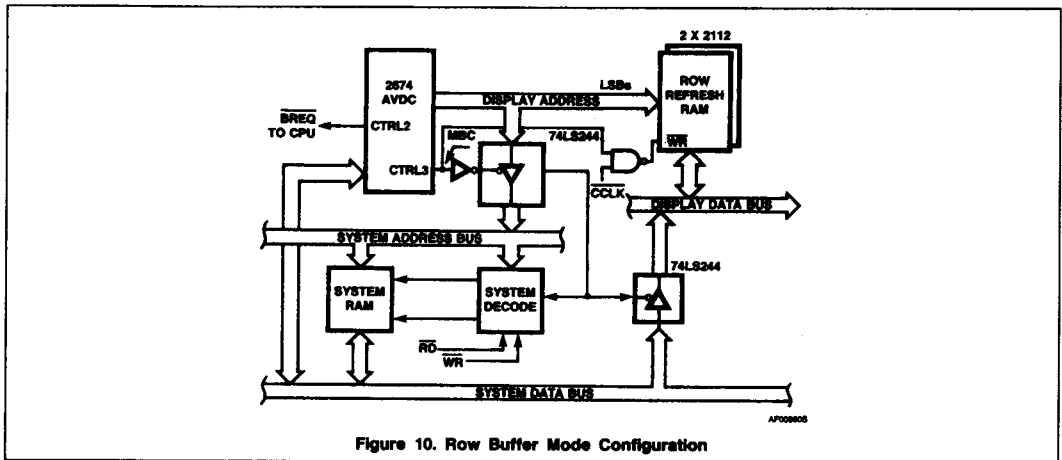 2 X 2112
2674
AVDC
LSBs
ROW
REFRESH
RAM
DISPLAY ADDRESS
BREQ
TO CPU
CTRL2
MBC
74LS244
WR
CTRL3
CCLK
DISPLAY DATA BUS
SYSTEM ADDRESS BUS
74LS244
SYSTEM
RAM
SYSTEM
DECODE
RD
WR
SYSTEM DATA BUS
Figure 10. Row Buffer Mode Configuration